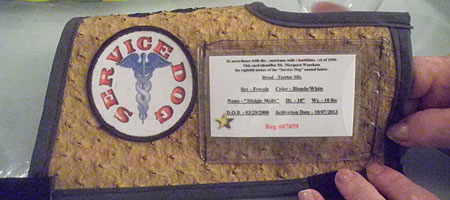 SERVICE DOG
In accordance with the Americans with Disabilities Act of 1990
This card identifies Ms. Margaret Wareham
the rightful owner of the "Service Dog" named below:
Breed - Terrier Mix
Sex - Female Color - Blonde/White
Name - "Midgie Molly" Ht. - 10" Wt. - 10 lbs
D.O.B. - 03/29/2008 Activation Date - 10/07/2013
Reg #07859